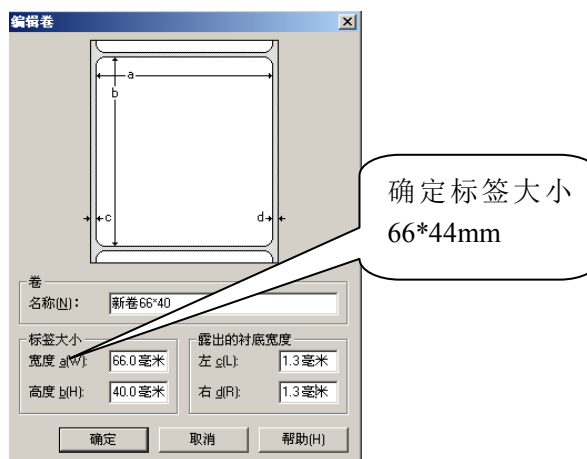 编辑卷
a
b
c
d
确定标签大小
66*44mm
卷
名称(N):
新卷66*40
标签大小
宽度 a(W):
66.0毫米
高度 b(H):
40.0毫米
露出的衬底宽度
左 c(L):
1.3毫米
右 d(R):
1.3毫米
确定
取消
帮助(H)